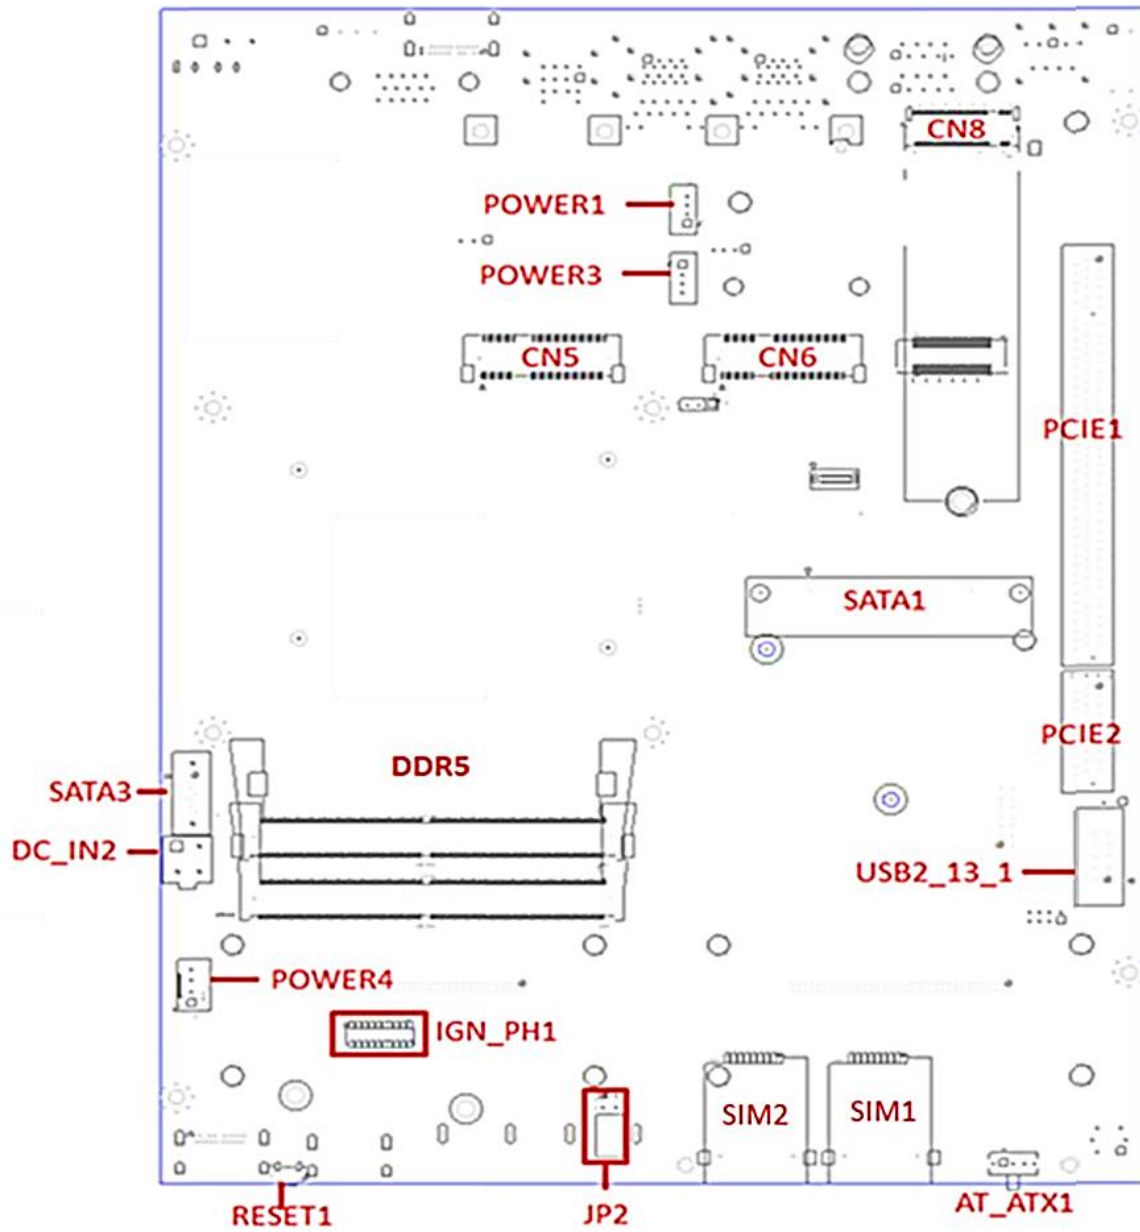 CN8
POWER1
POWER3
CN5
CN6
PCIE1
SATA1
PCIE2
DDR5
SATA3
DC_IN2
USB2_13_1
POWER4
IGN_PH1
SIM2
SIM1
AT_ATX1
RESET1
JP2